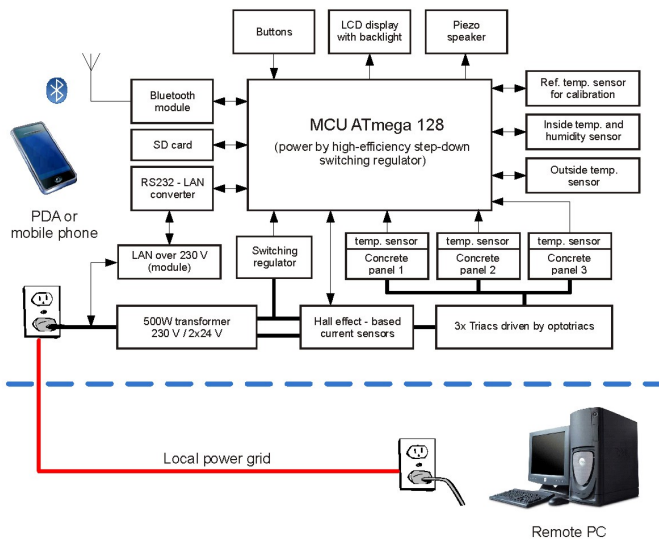 Buttons
LCD display
with backlight
Piezo
speaker
Bluetooth
module
SD card
RS232 - LAN
converter
MCU ATmega 128
(power by high-efficiency step-down
switching regulator)
Ref. temp. sensor
for calibration
Inside temp. and
humidity sensor
Outside temp.
sensor
PDA or
mobile phone
LAN over 230 V
(module)
Switching
regulator
temp. sensor
Concrete
panel 1
temp. sensor
Concrete
panel 2
temp. sensor
Concrete
panel 3
500W transformer
230 V / 2x24 V
Hall effect - based
current sensors
3x Triacs driven by optotriacs
Local power grid
Remote PC